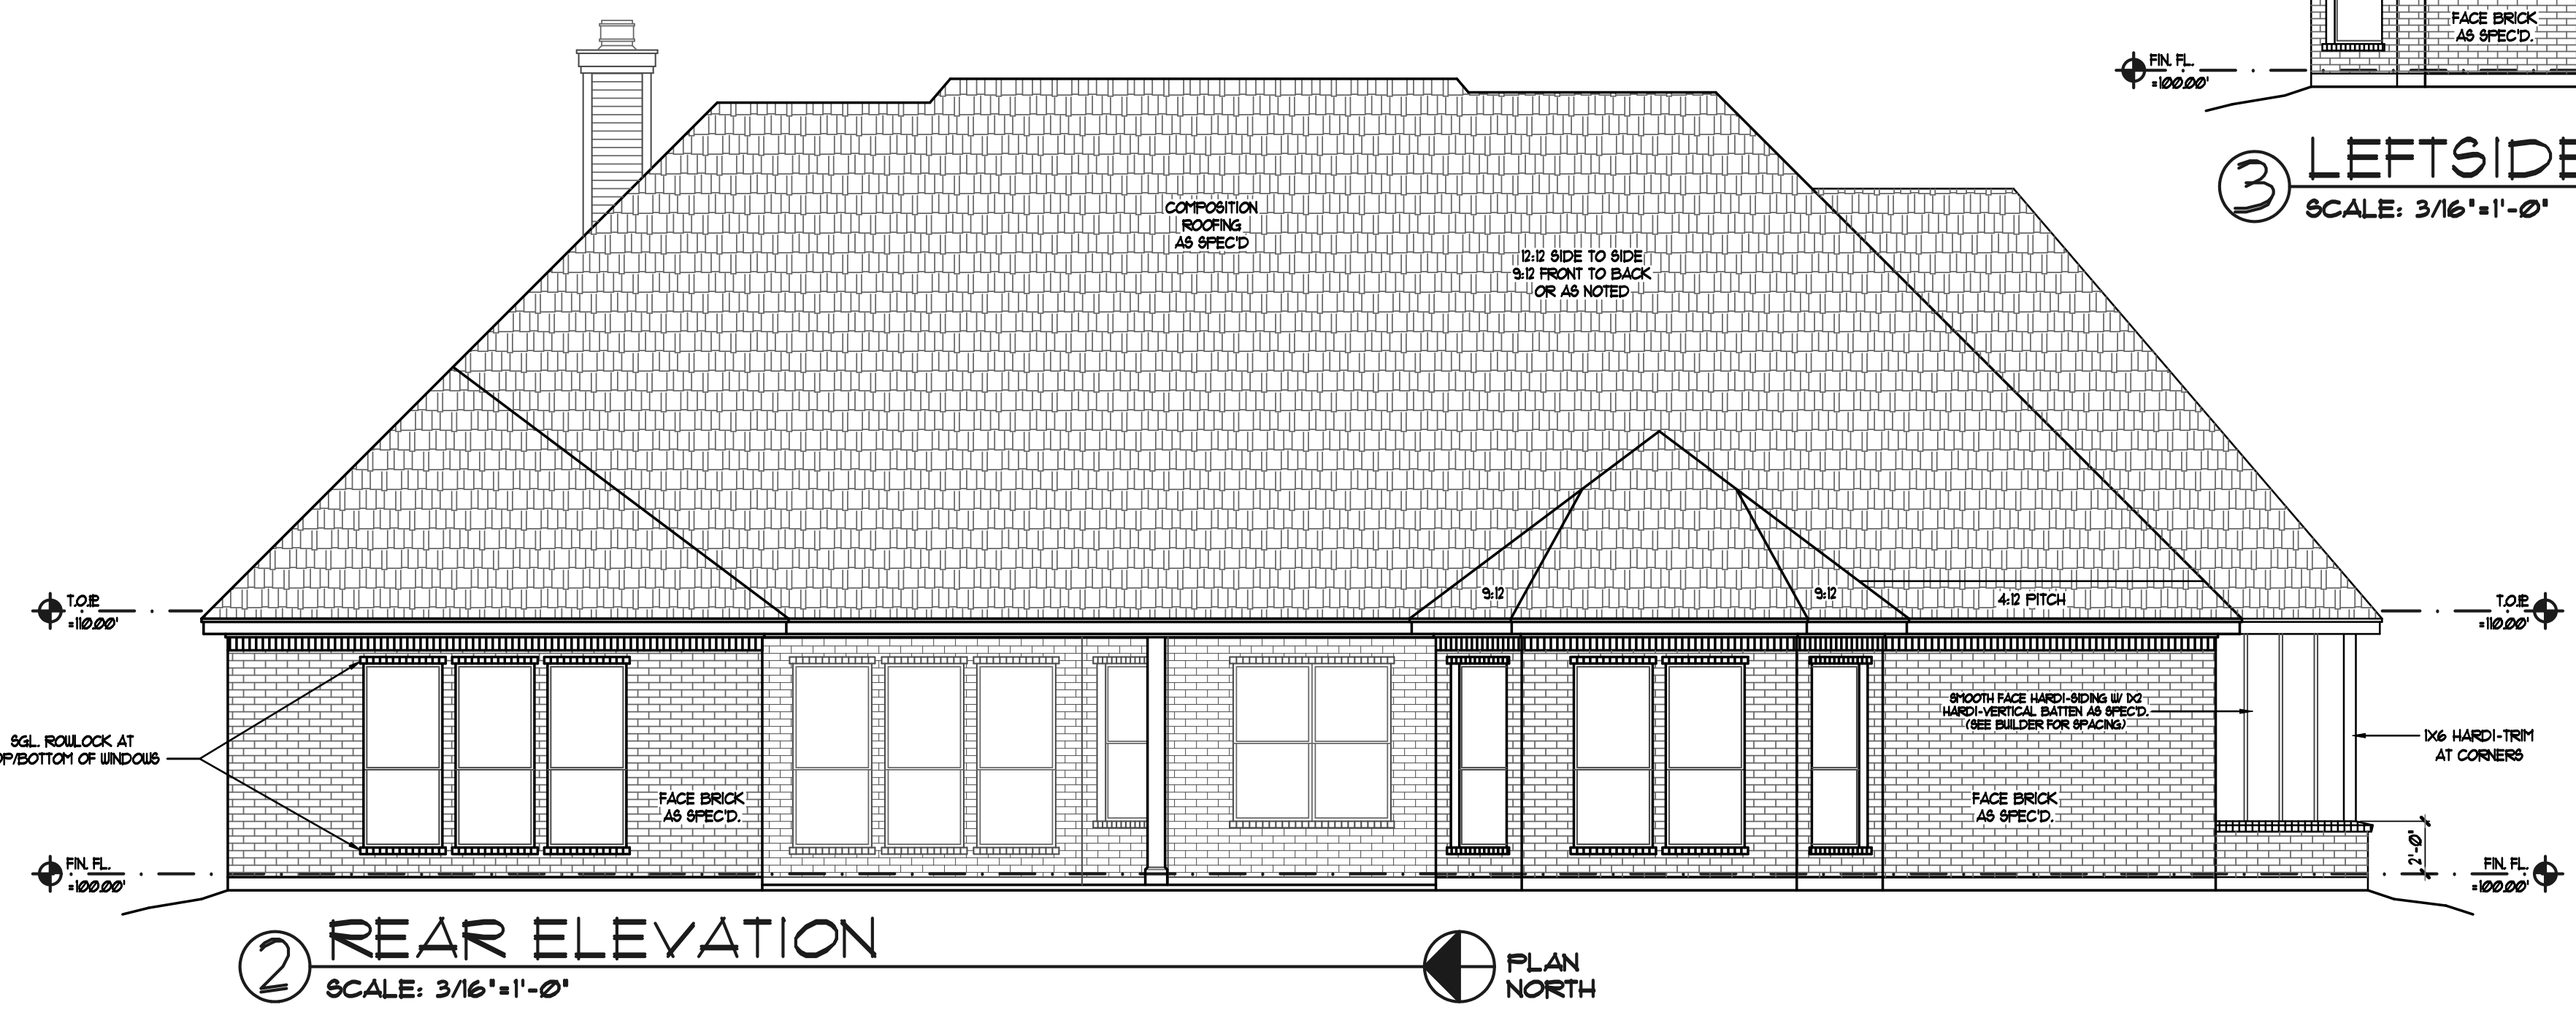 FACE BRICK
AS SPEC'D.
FIN. FL.
=100.00'
3
LEFTSIDE
SCALE: 3/16"=1'-0"
COMPOSITION
ROOFING
AS SPEC'D
12:12 SIDE TO SIDE
9:12 FRONT TO BACK
OR AS NOTED
9:12
9:12
4:12 PITCH
T.O.P.
=110.00'
T.O.P.
=110.00'
SGL. ROWLOCK AT
OP/BOTTOM OF WINDOWS
FACE BRICK
AS SPEC'D.
SMOOTH FACE HARDI-SIDING W/ 1X2
HARDI-VERTICAL BATTEN AS SPEC'D.
(SEE BUILDER FOR SPACING)
1X6 HARDI-TRIM
AT CORNERS
FACE BRICK
AS SPEC'D.
2'-0"
FIN. FL.
=100.00'
FIN. FL.
=100.00'
2
REAR ELEVATION
SCALE: 3/16"=1'-0"
PLAN
NORTH